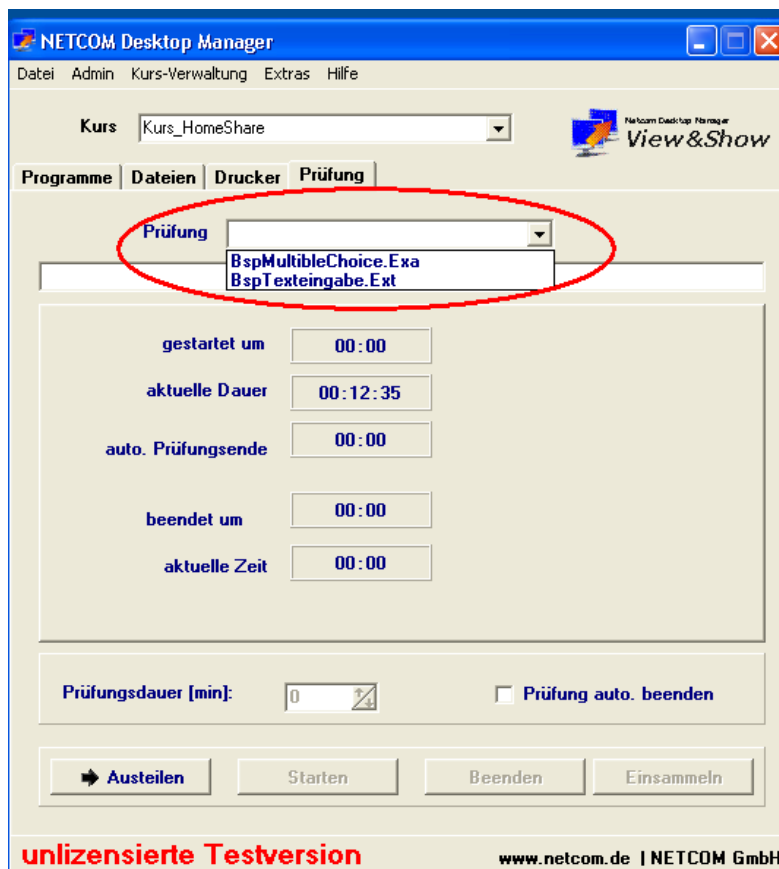 NETCOM Desktop Manager
Datei Admin Kurs-Verwaltung Extras Hilfe
Kurs Kurs_HomeShare
Netcom Desktop Manager
View&Show
Programme Dateien Drucker Prüfung
Prüfung
BspMultibleChoice.Exa
BspTexteingabe.Ext
gestartet um 00:00
aktuelle Dauer 00:12:35
auto. Prüfungsende 00:00
beendet um 00:00
aktuelle Zeit 00:00
Prüfungsdauer [min]: 0 Prüfung auto. beenden
Austeilen Starten Beenden Einsammeln
unlizensierte Testversion www.netcom.de | NETCOM GmbH